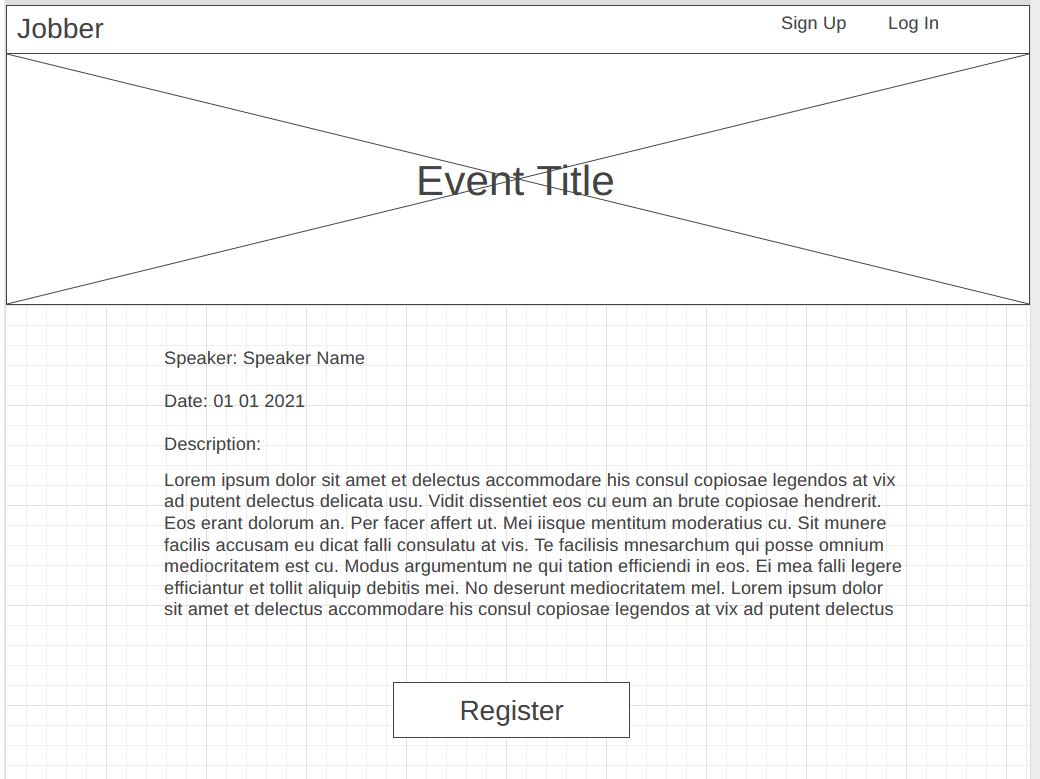 Jobber
Sign Up
Log In
Event Title
Speaker: Speaker Name
Date: 01 01 2021
Description:
Lorem ipsum dolor sit amet et delectus accommodare his consul copiosae legendos at vix
ad putent delectus delicata usu. Vidit dissentiet eos cu eum an brute copiosae hendrerit.
Eos erant dolorum an. Per facer affert ut. Mei iisque mentitum moderatius cu. Sit munere
facilis accusam eu dicat falli consulatu at vis. Te facilisis mnesarchum qui posse omnium
mediocritatem est cu. Modus argumentum ne qui tation efficiendi in eos. Ei mea falli legere
efficiantur et tollit aliquip debitis mei. No deserunt mediocritatem mel. Lorem ipsum dolor
sit amet et delectus accommodare his consul copiosae legendos at vix ad putent delectus
Register